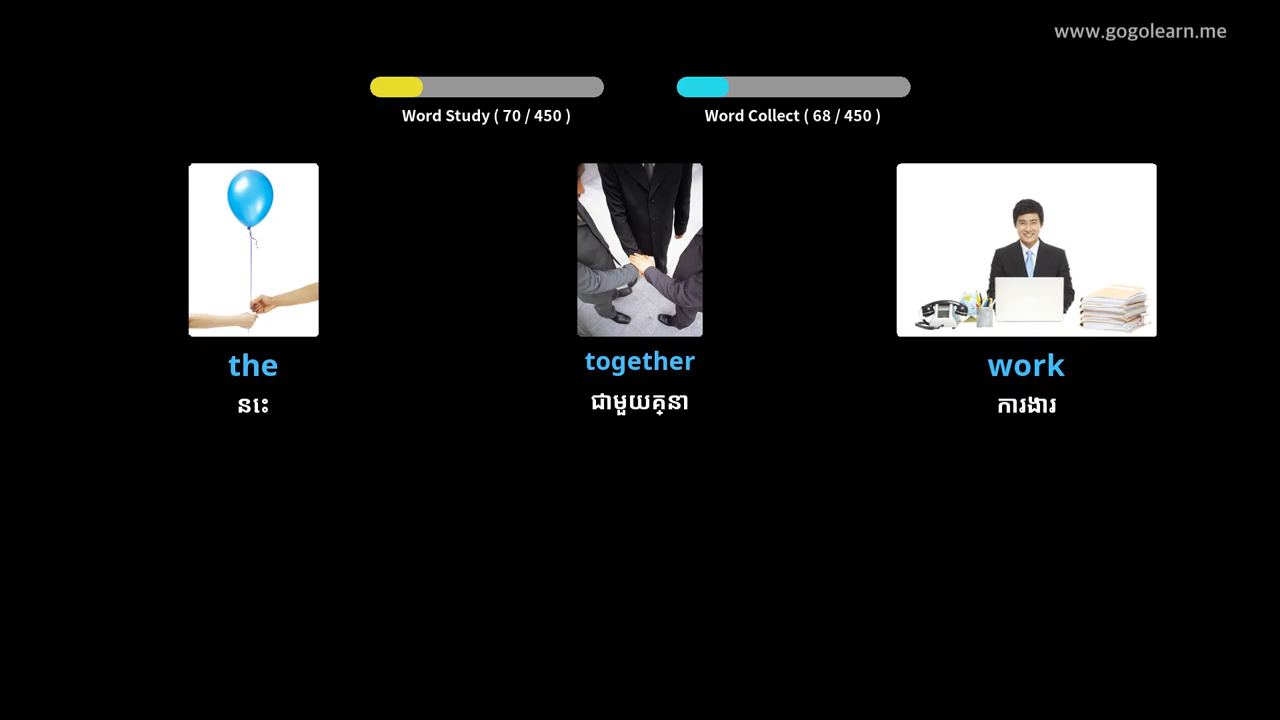 www.gogolearn.me
Word Study ( 70 / 450 )
Word Collect ( 68 / 450 )
the
together
work
នេះ
ជាមួយគ្នា
ការងារ